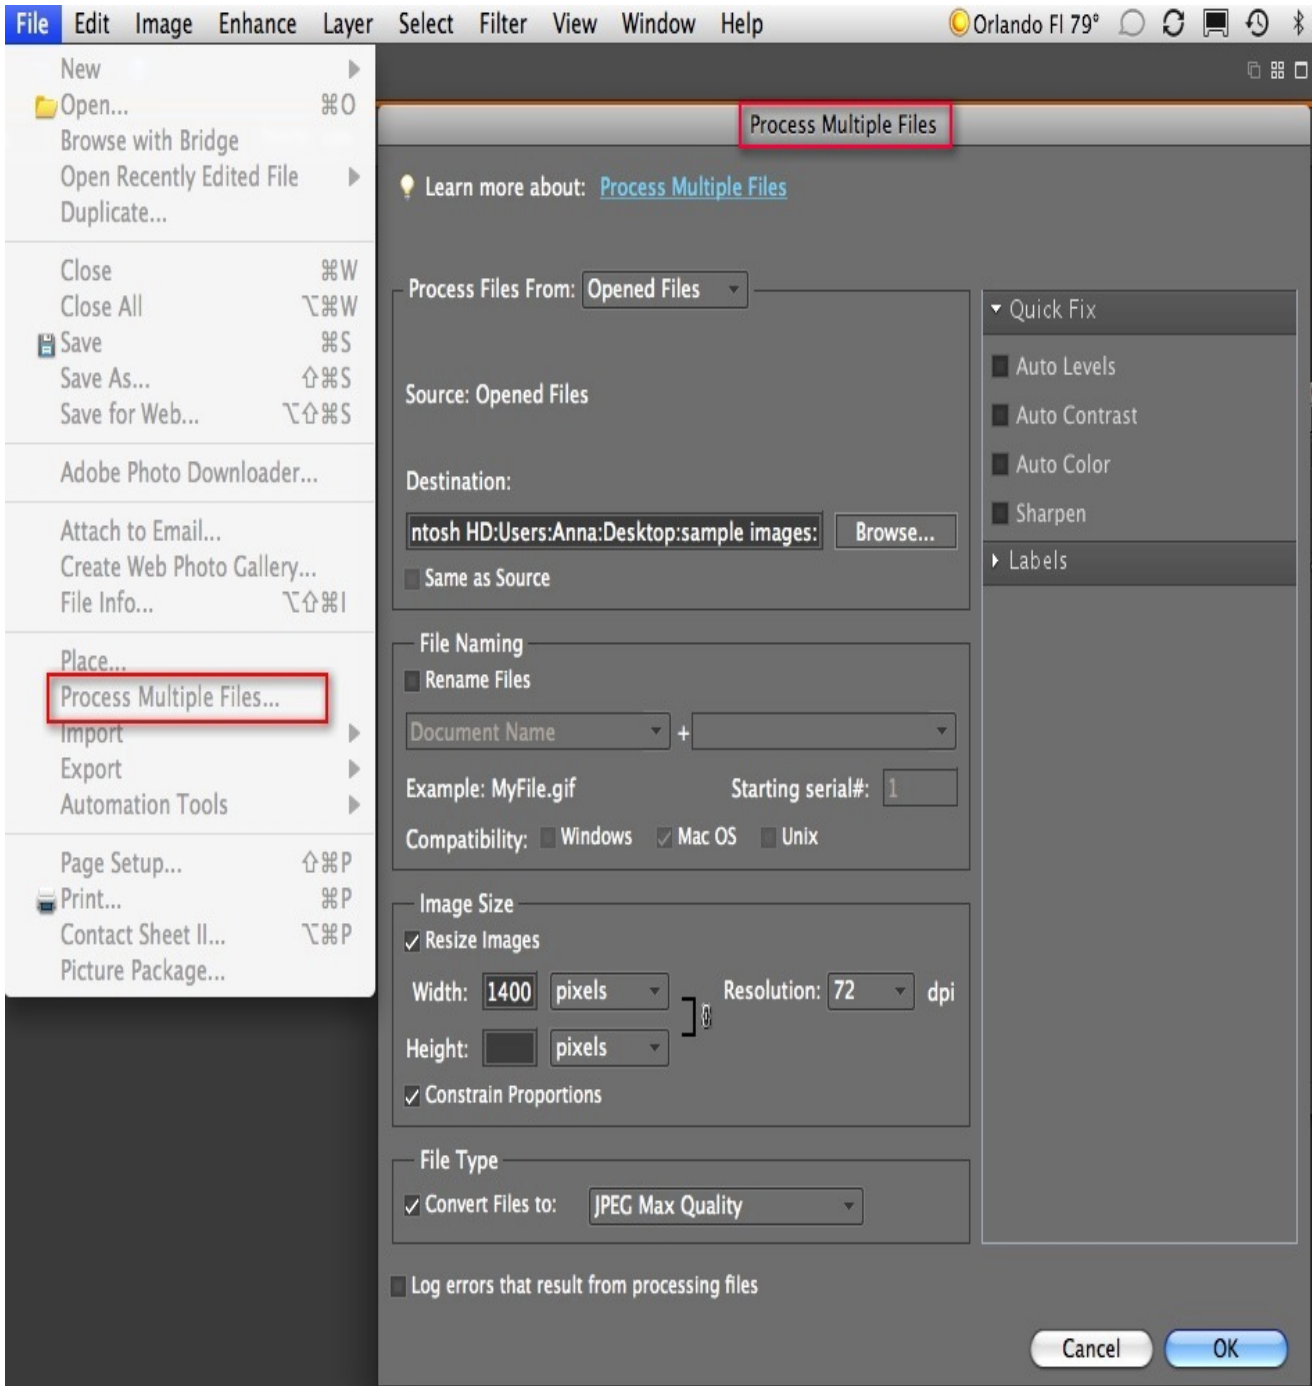 File Edit Image Enhance Layer Select Filter View Window Help Orlando Fl 79°
New
Open... ⌘O
Browse with Bridge
Open Recently Edited File
Duplicate...
Close ⌘W
Close All ⌥⌘W
Save ⌘S
Save As... ⇧⌘S
Save for Web... ⌥⇧⌘S
Adobe Photo Downloader...
Attach to Email...
Create Web Photo Gallery...
File Info... ⌥⇧⌘I
Place...
Process Multiple Files...
Import
Export
Automation Tools
Page Setup... ⇧⌘P
Print... ⌘P
Contact Sheet II... ⌥⌘P
Picture Package...
Process Multiple Files
Learn more about: Process Multiple Files
Process Files From: Opened Files
Source: Opened Files
Destination:
ntosh HD:Users:Anna:Desktop:sample images: Browse...
Same as Source
File Naming
Rename Files
Document Name +
Example: MyFile.gif Starting serial#: 1
Compatibility: Windows Mac OS Unix
Image Size
Resize Images
Width: 1400 pixels Resolution: 72 dpi
Height: pixels
Constrain Proportions
File Type
Convert Files to: JPEG Max Quality
Log errors that result from processing files
Quick Fix
Auto Levels
Auto Contrast
Auto Color
Sharpen
Labels
Cancel OK